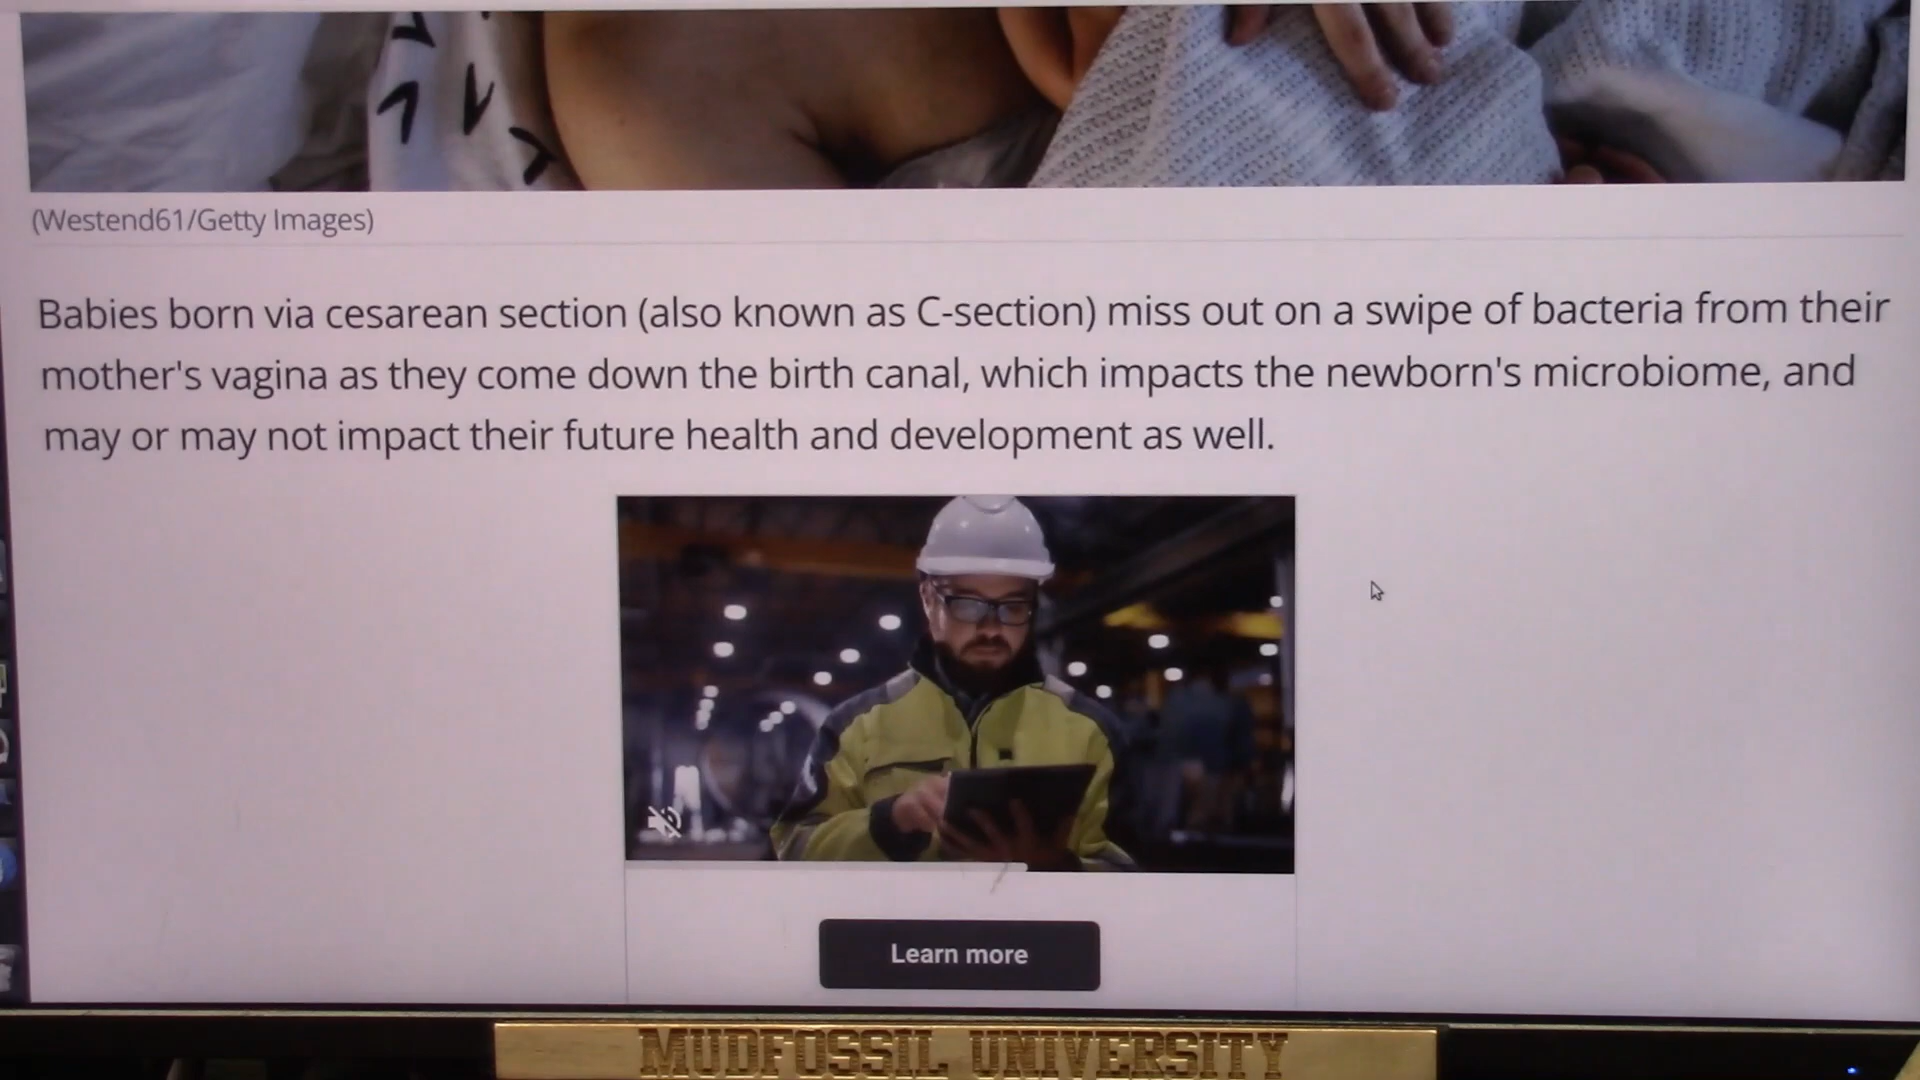 (Westend61/Getty Images)
Babies born via cesarean section (also known as C-section) miss out on a swipe of bacteria from their
mother's vagina as they come down the birth canal, which impacts the newborn's microbiome, and
may or may not impact their future health and development as well.
Learn more
MUDFOSSIL UNIVERSITY